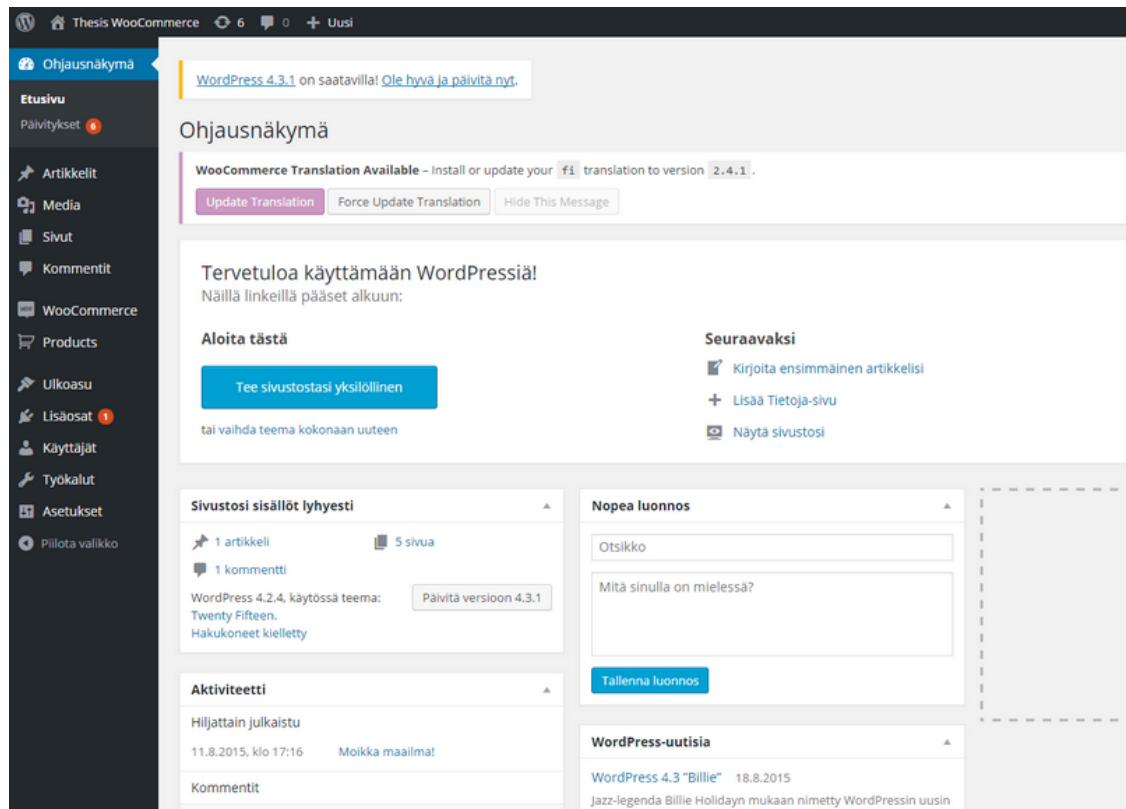 Thesis WooCommerce 6 0 + Uusi
Ohjausnäkymä
Etusivu
Päivitykset 6
Artikkelit
Media
Sivut
Kommentit
WooCommerce
Products
Ulkoasu
Lisäosat 1
Käyttäjät
Työkalut
Asetukset
Piilota valikko
WordPress 4.3.1 on saatavilla! Ole hyvä ja päivitä nyt.
Ohjausnäkymä
WooCommerce Translation Available – Install or update your fi translation to version 2.4.1 .
Update Translation Force Update Translation Hide This Message
Tervetuloa käyttämään WordPressiä!
Näillä linkeillä pääset alkuun:
Aloita tästä
Tee sivustostasi yksilöllinen
tai vaihda teema kokonaan uuteen
Seuraavaksi
Kirjoita ensimmäinen artikkelisi
Lisää Tietoja-sivu
Näytä sivustosi
Sivustosi sisällöt lyhyesti
1 artikkeli 5 sivua
1 kommentti
WordPress 4.2.4, käytössä teema: Päivitä versioon 4.3.1
Twenty Fifteen.
Hakukoneet kielletty
Aktiviteetti
Hiljattain julkaistu
11.8.2015, klo 17:16 Moikka maailma!
Kommentit
Nopea luonnos
Otsikko
Mitä sinulla on mielessä?
Tallenna luonnos
WordPress-uutisia
WordPress 4.3 "Billie" 18.8.2015
Jazz-legenda Billie Holidayn mukaan nimetty WordPressin uusin